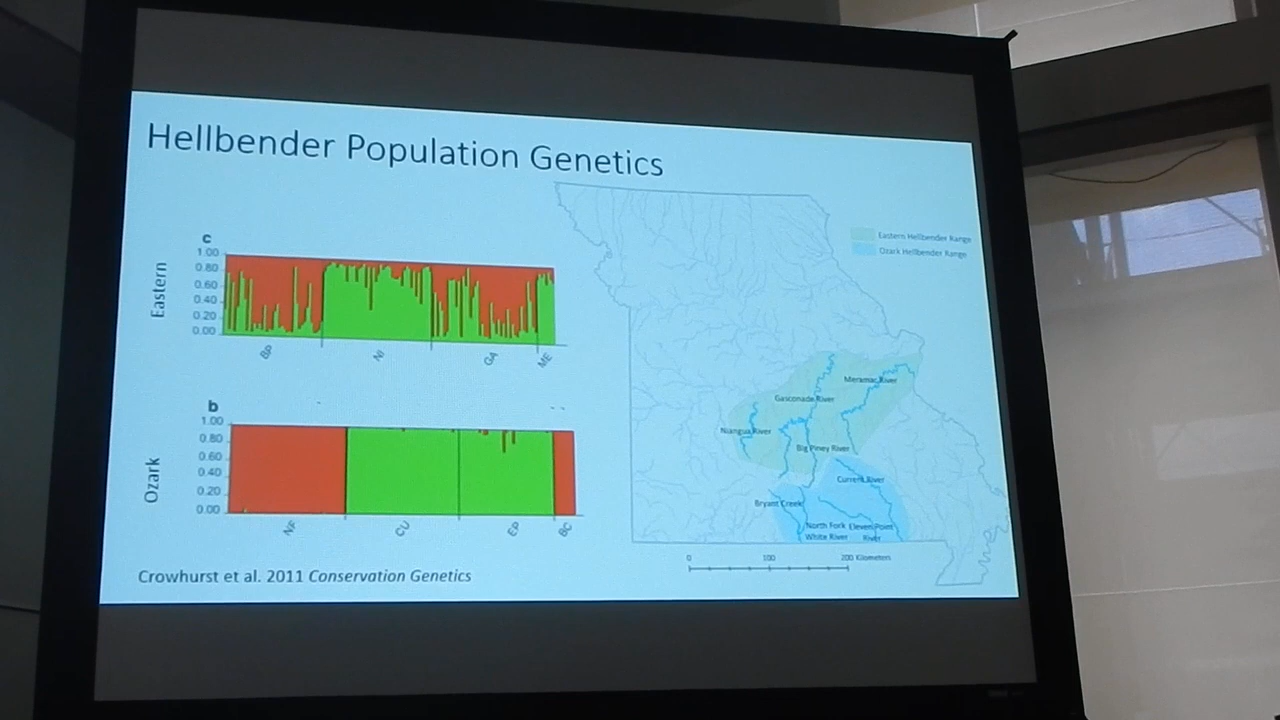 Hellbender Population Genetics
Eastern
c
1.00
0.80
0.60
0.40
0.20
0.00
BP
NI
GA
ME
Ozark
b
1.00
0.80
0.60
0.40
0.20
0.00
NF
CU
EP
BC
Crowhurst et al. 2011 Conservation Genetics
Eastern Hellbender Range
Ozark Hellbender Range
Meramac River
Gasconade River
Niangua River
Big Piney River
Current River
Bryant Creek
North Fork
White River
Eleven Point
River
0 100 200 Kilometers